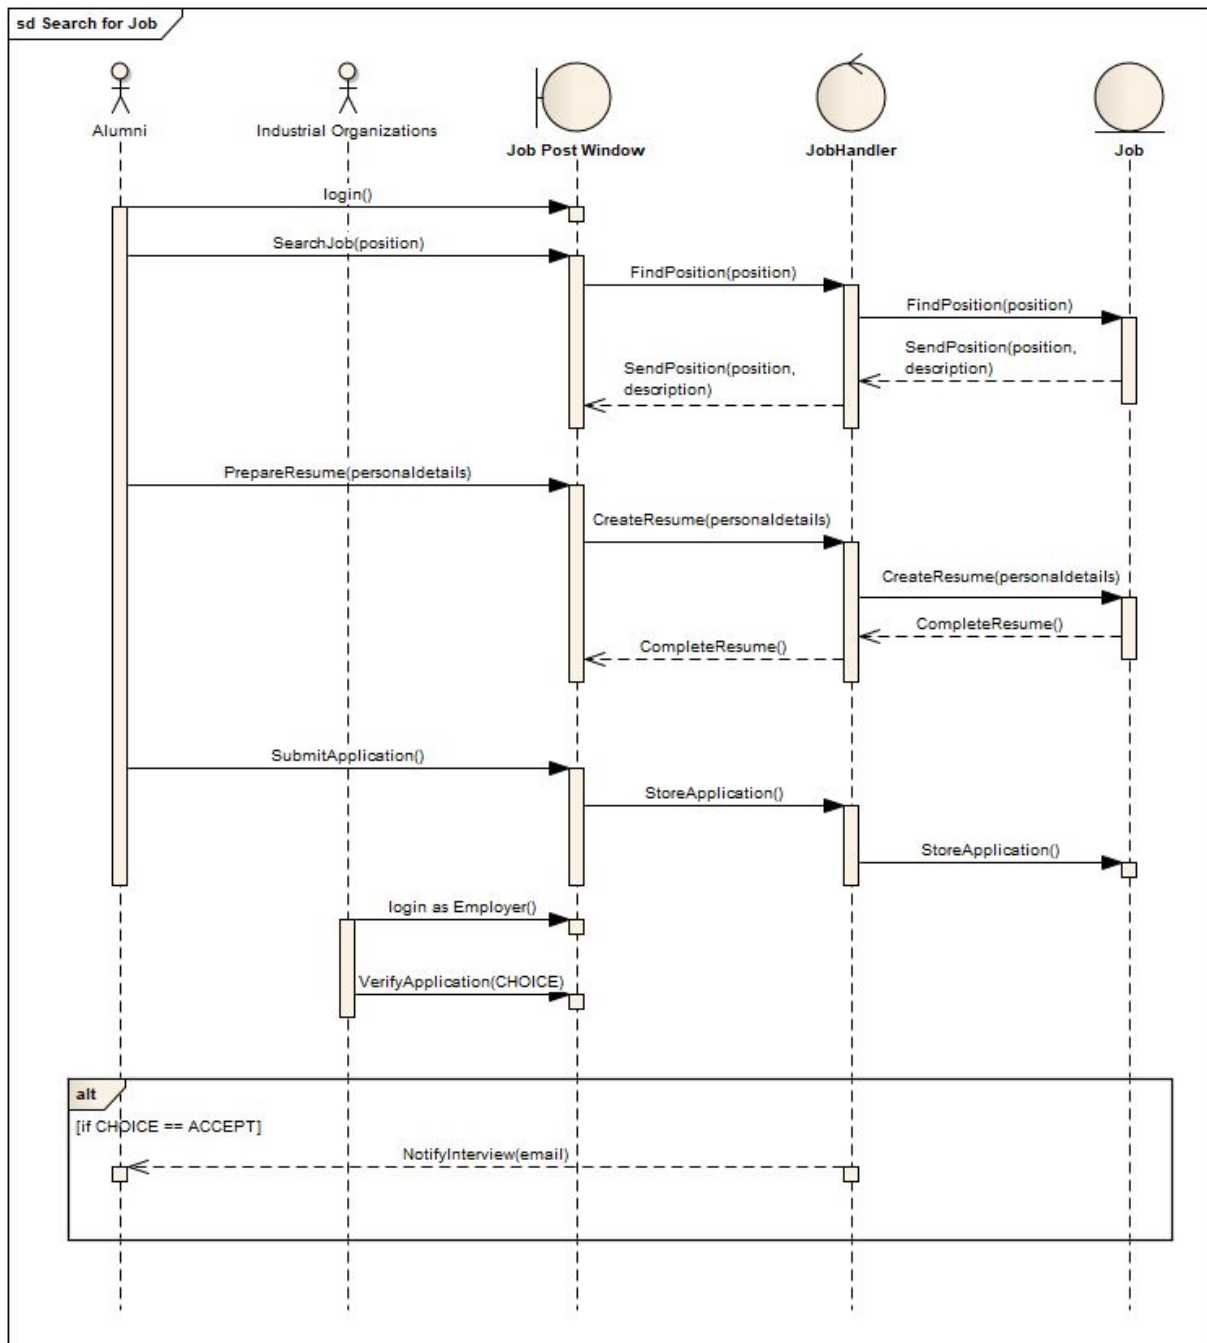 sd Search for Job
Alumni
Industrial Organizations
Job Post Window
JobHandler
Job
login()
SearchJob(position)
FindPosition(position)
FindPosition(position)
SendPosition(position,
description)
SendPosition(position,
description)
PrepareResume(personaldetails)
CreateResume(personaldetails)
CreateResume(personaldetails)
CompleteResume()
CompleteResume()
SubmitApplication()
StoreApplication()
StoreApplication()
login as Employer()
VerifyApplication(CHOICE)
alt
[if CHOICE == ACCEPT]
NotifyInterview(email)